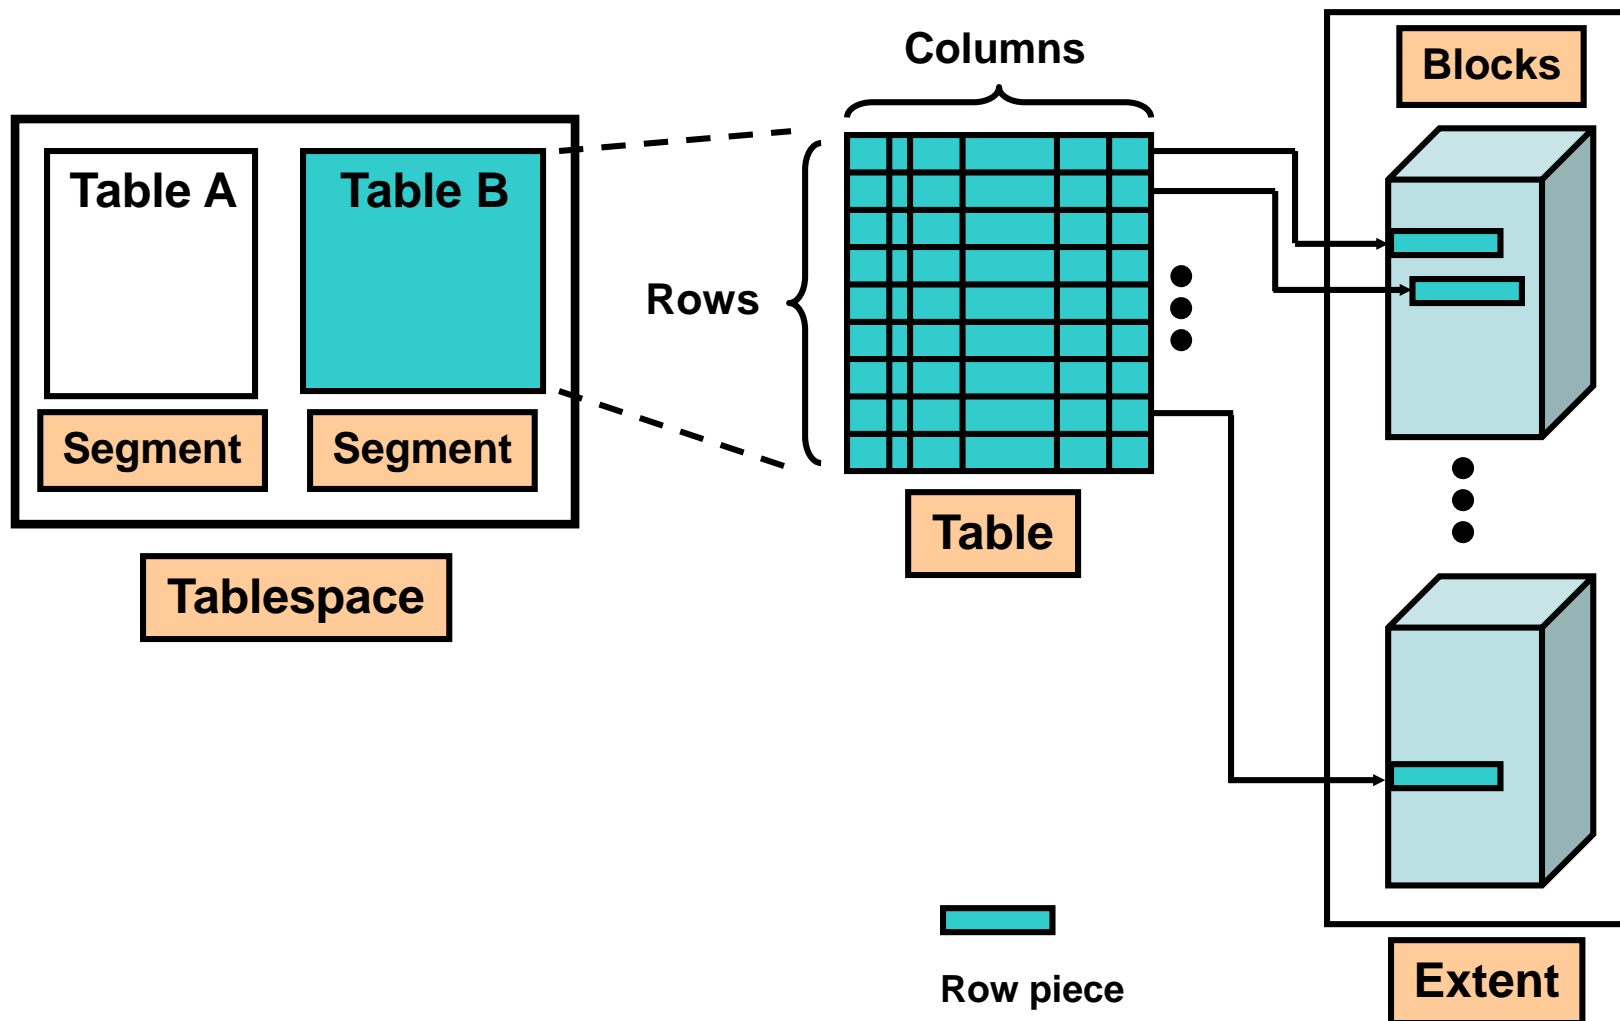 Columns
Blocks
Table A
Table B
Rows
Segment
Segment
Table
Tablespace
Row piece
Extent